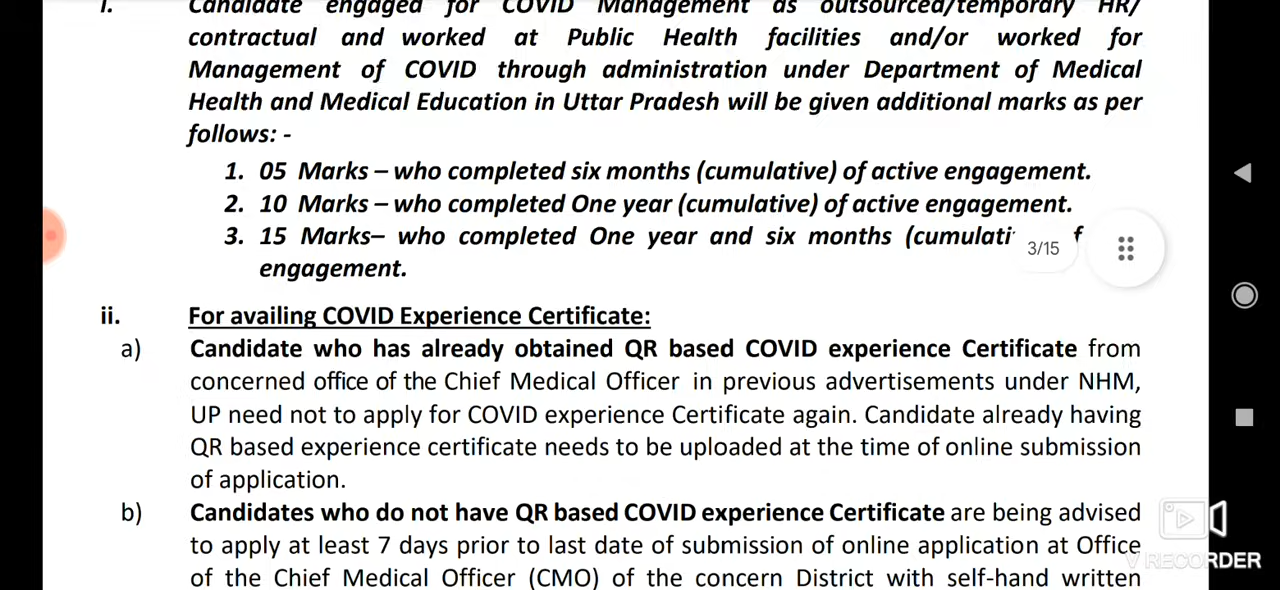 i. Candidate engaged for COVID Management as outsourced/temporary HR/
contractual and worked at Public Health facilities and/or worked for
Management of COVID through administration under Department of Medical
Health and Medical Education in Uttar Pradesh will be given additional marks as per
follows: -
1. 05 Marks – who completed six months (cumulative) of active engagement.
2. 10 Marks – who completed One year (cumulative) of active engagement.
3. 15 Marks– who completed One year and six months
engagement.
3/15
ii. For availing COVID Experience Certificate:
a) Candidate who has already obtained QR based COVID experience Certificate from
concerned office of the Chief Medical Officer in previous advertisements under NHM,
UP need not to apply for COVID experience Certificate again. Candidate already having
QR based experience certificate needs to be uploaded at the time of online submission
of application.
b) Candidates who do not have QR based COVID experience Certificate are being advised
to apply at least 7 days prior to last date of submission of online application at Office
of the Chief Medical Officer (CMO) of the concern District with self-hand written
V RECORDER